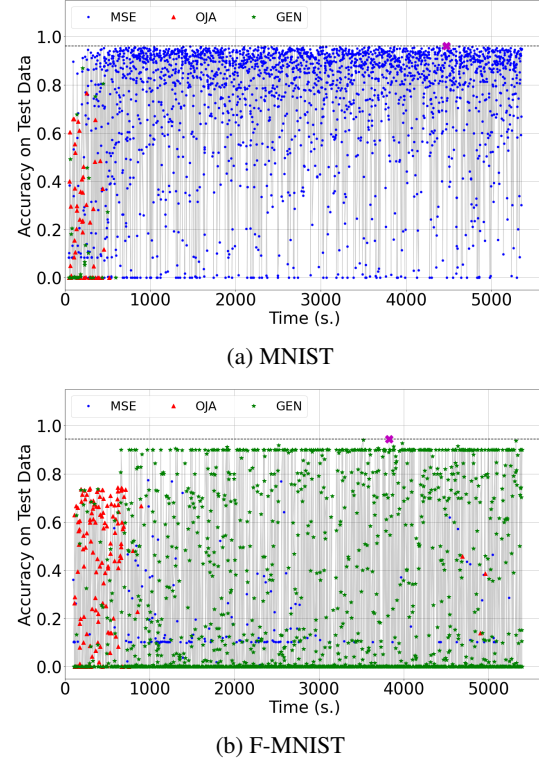 MSE OJA GEN
Accuracy on Test Data
1.0
0.8
0.6
0.4
0.2
0.0
0 1000 2000 3000 4000 5000
Time (s.)
(a) MNIST
MSE OJA GEN
Accuracy on Test Data
1.0
0.8
0.6
0.4
0.2
0.0
0 1000 2000 3000 4000 5000
Time (s.)
(b) F-MNIST